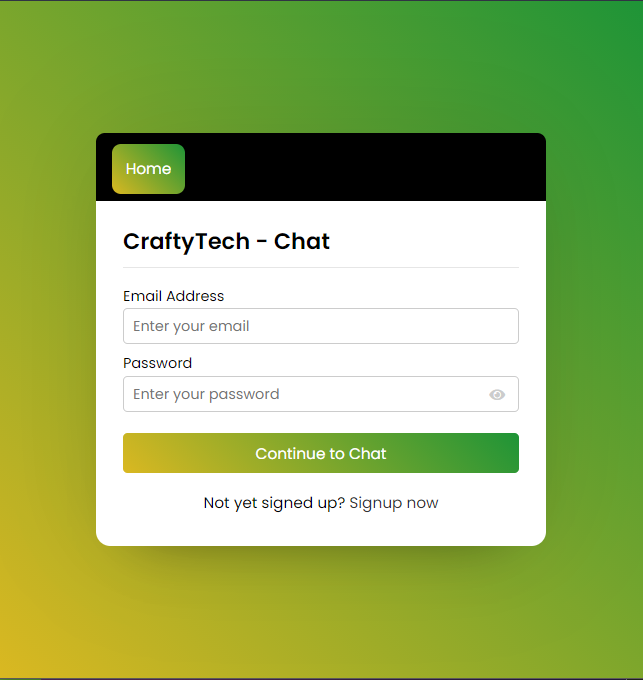 Home
CraftyTech - Chat
Email Address
Enter your email
Password
Enter your password
Continue to Chat
Not yet signed up? Signup now